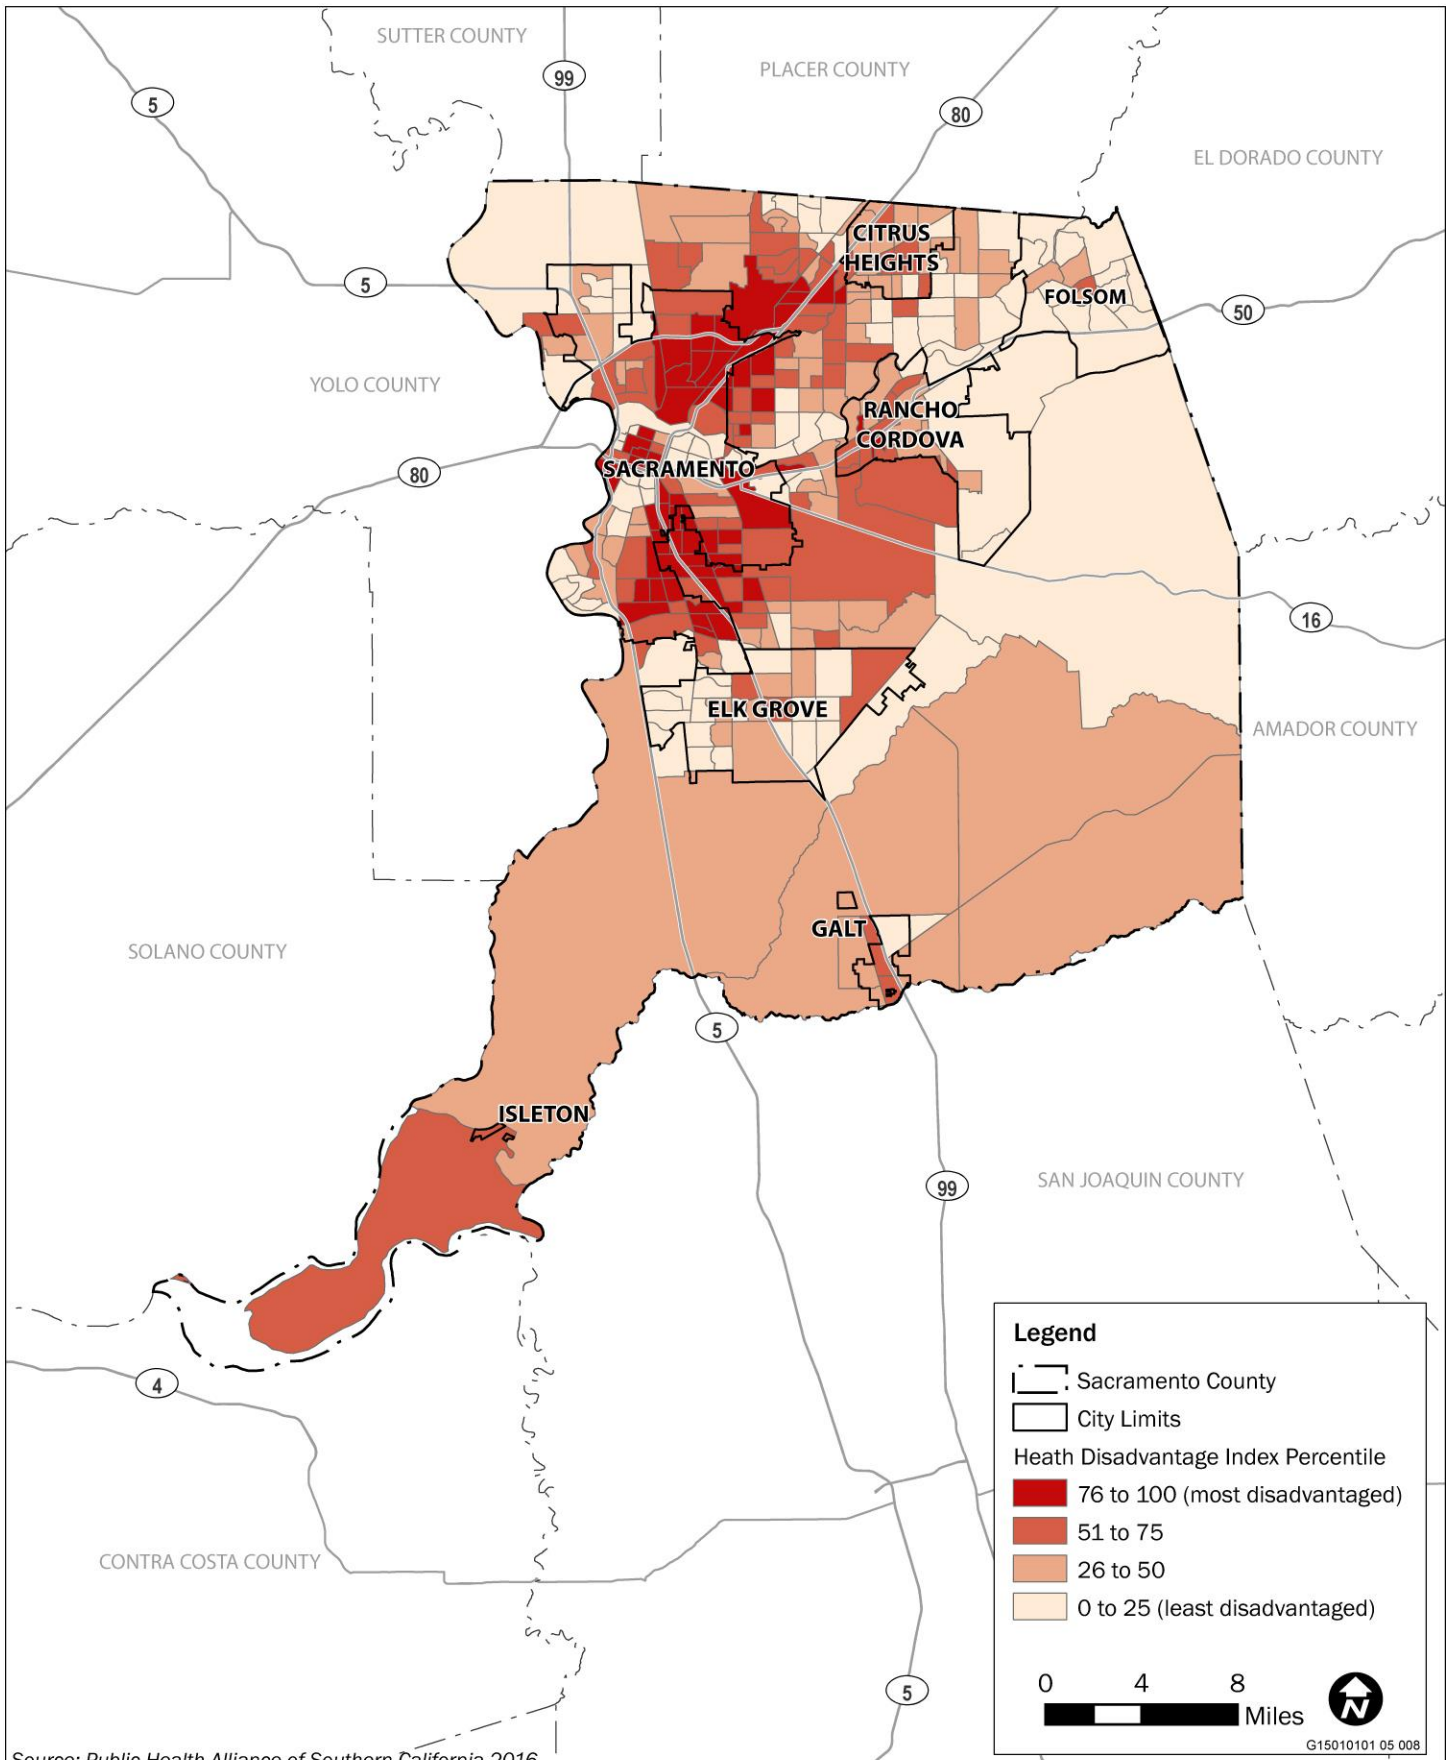 SUTTER COUNTY
99
PLACER COUNTY
5
80
EL DORADO COUNTY
CITRUS
HEIGHTS
5
FOLSOM
50
YOLO COUNTY
RANCHO
CORDOVA
80
SACRAMENTO
16
ELK GROVE
AMADOR COUNTY
GALT
SOLANO COUNTY
5
ISLETON
SAN JOAQUIN COUNTY
99
4
CONTRA COSTA COUNTY
5
Legend
Sacramento County
City Limits
Heath Disadvantage Index Percentile
76 to 100 (most disadvantaged)
51 to 75
26 to 50
0 to 25 (least disadvantaged)
0 4 8
Miles
N
G15010101 05 008
Source: Public Health Alliance of Southern California 2016